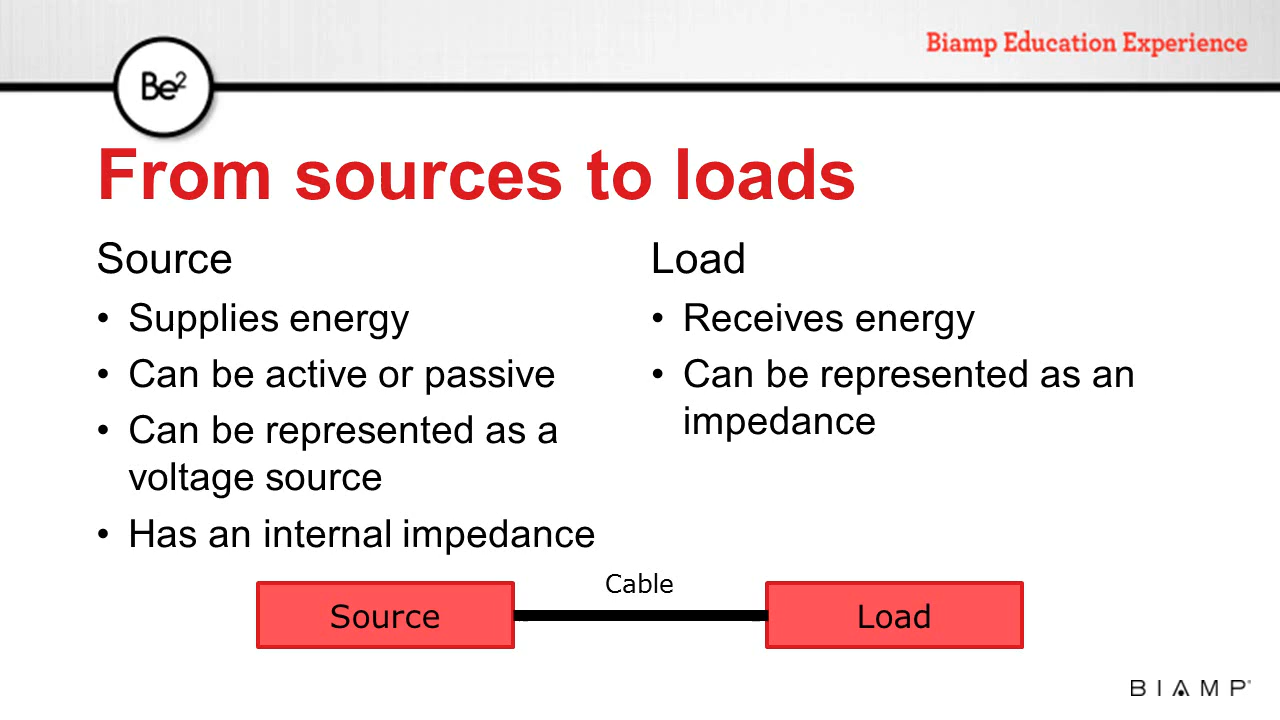 Biamp Education Experience
Be²
From sources to loads
Source
• Supplies energy
• Can be active or passive
• Can be represented as a
voltage source
• Has an internal impedance
Load
• Receives energy
• Can be represented as an
impedance
Cable
Source
Load
BIAMP